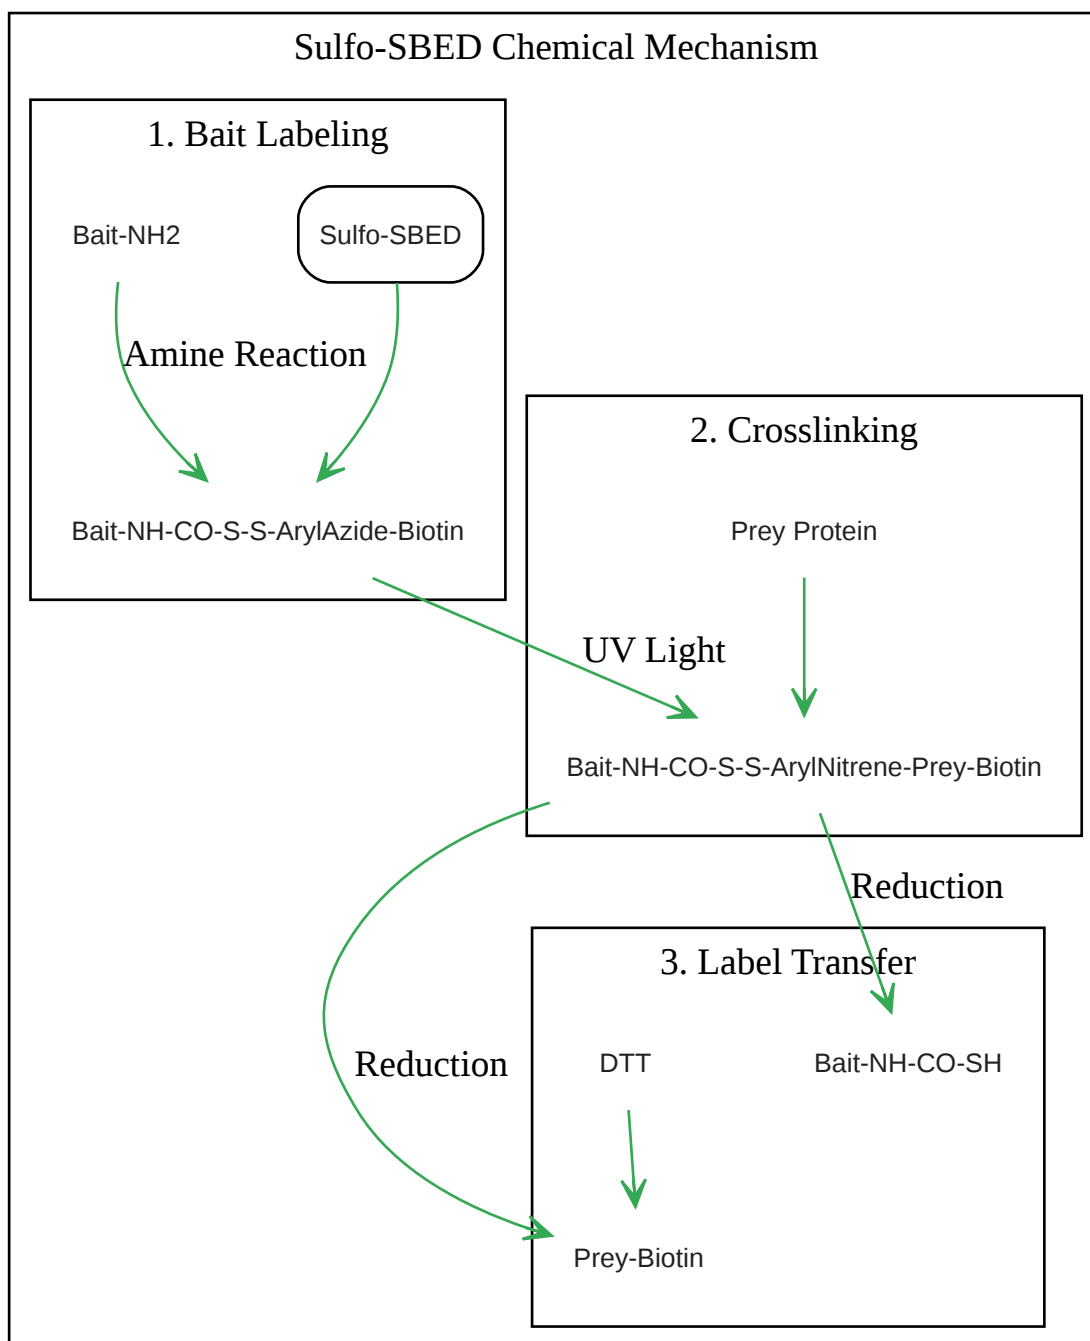 Sulfo-SBED Chemical Mechanism
1. Bait Labeling
Bait-NH2
Sulfo-SBED
Amine Reaction
Bait-NH-CO-S-S-ArylAzide-Biotin
2. Crosslinking
Prey Protein
UV Light
Bait-NH-CO-S-S-ArylNitrene-Prey-Biotin
Reduction
3. Label Transfer
Reduction
DTT
Bait-NH-CO-SH
Prey-Biotin